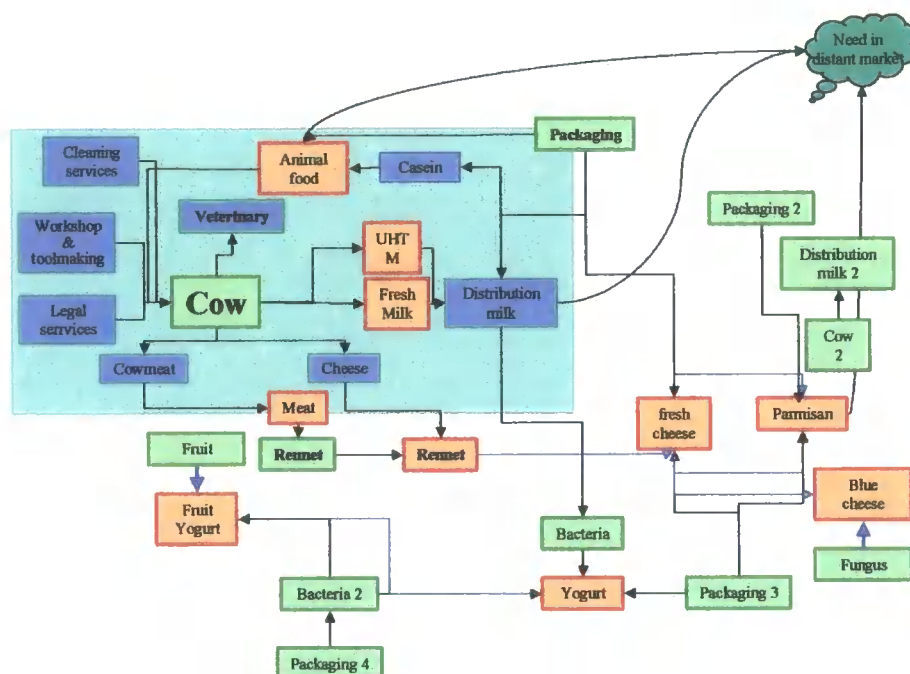 Need in
distant market
Packaging
Cleaning
services
Animal
food
Casein
Packaging 2
Veterinary
Workshop
&
toolmaking
UHT
M
Distribution
milk 2
Cow
Fresh
Milk
Distribution
milk
Legal
serrvices
Cow
2
Cowmeat
Cheese
Meat
fresh
cheese
Parmisan
Fruit
Rennet
Rennet
Blue
cheese
Fruit
Yogurt
Bacteria
Fungus
Bacteria 2
Yogurt
Packaging 3
Packaging 4